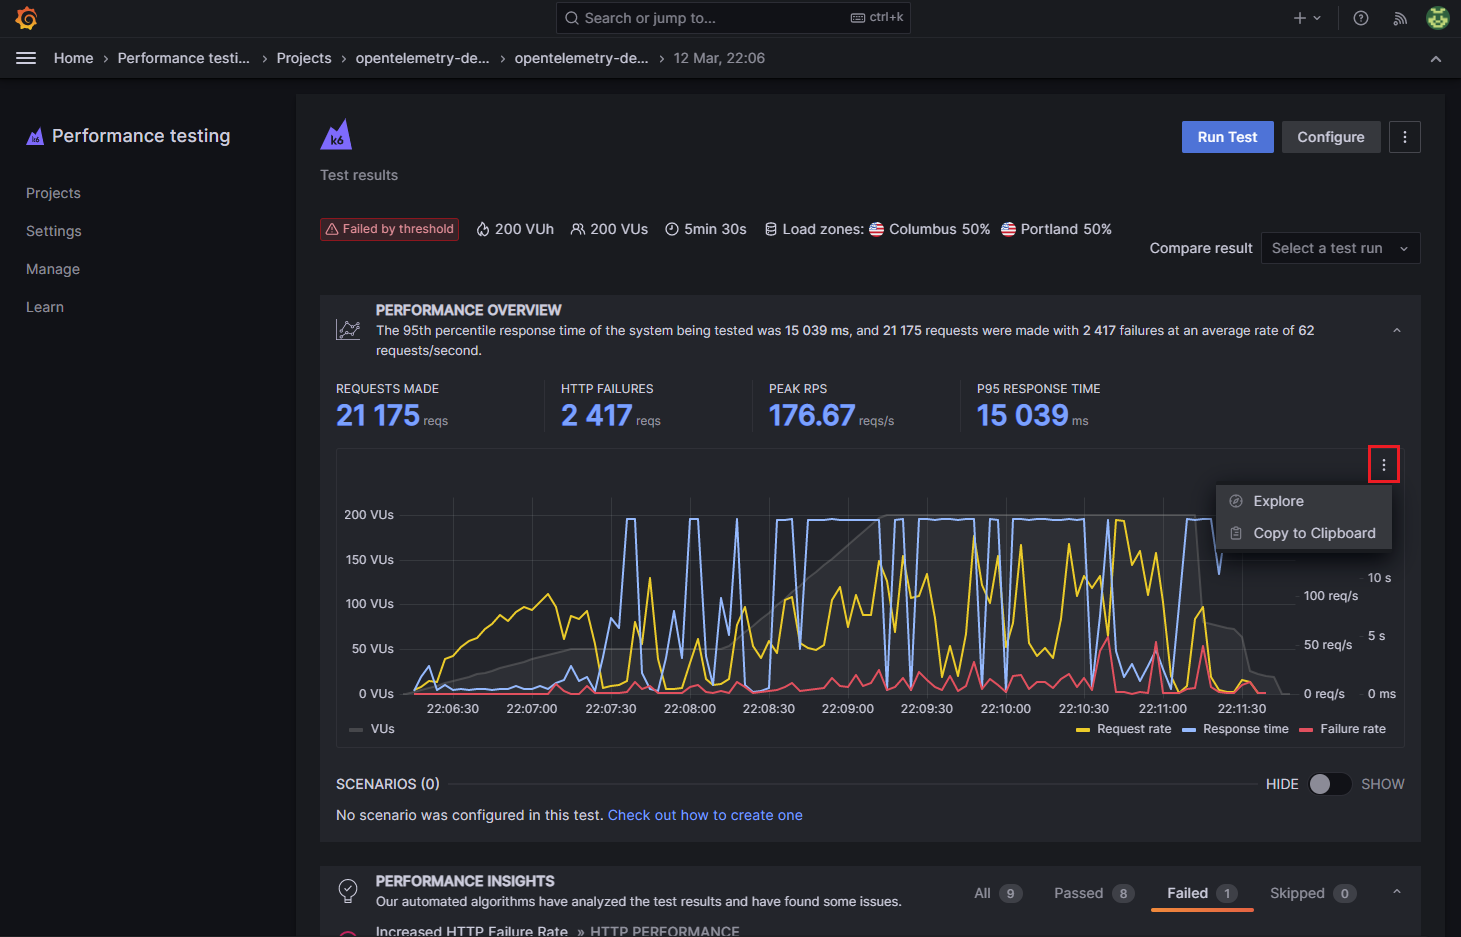 Search or jump to...
ctrl+k
Home › Performance testi... › Projects › opentelemetry-de... › opentelemetry-de... › 12 Mar, 22:06
k6
Performance testing
Projects
Settings
Manage
Learn
k6
Test results
Run Test
Configure
Failed by threshold
200 VUh
200 VUs
5min 30s
Load zones:
Columbus 50%
Portland 50%
Compare result
Select a test run
PERFORMANCE OVERVIEW
The 95th percentile response time of the system being tested was 15 039 ms, and 21 175 requests were made with 2 417 failures at an average rate of 62
requests/second.
REQUESTS MADE
21 175 reqs
HTTP FAILURES
2 417 reqs
PEAK RPS
176.67 reqs/s
P95 RESPONSE TIME
15 039 ms
Explore
Copy to Clipboard
200 VUs
150 VUs
100 VUs
50 VUs
0 VUs
10 s
100 req/s
5 s
50 req/s
0 req/s
0 ms
22:06:30
22:07:00
22:07:30
22:08:00
22:08:30
22:09:00
22:09:30
22:10:00
22:10:30
22:11:00
22:11:30
VUs
Request rate
Response time
Failure rate
SCENARIOS (0)
HIDE
SHOW
No scenario was configured in this test. Check out how to create one
PERFORMANCE INSIGHTS
Our automated algorithms have analyzed the test results and have found some issues.
All 9
Passed 8
Failed 1
Skipped 0
Increased HTTP Failure Rate » HTTP PERFORMANCE